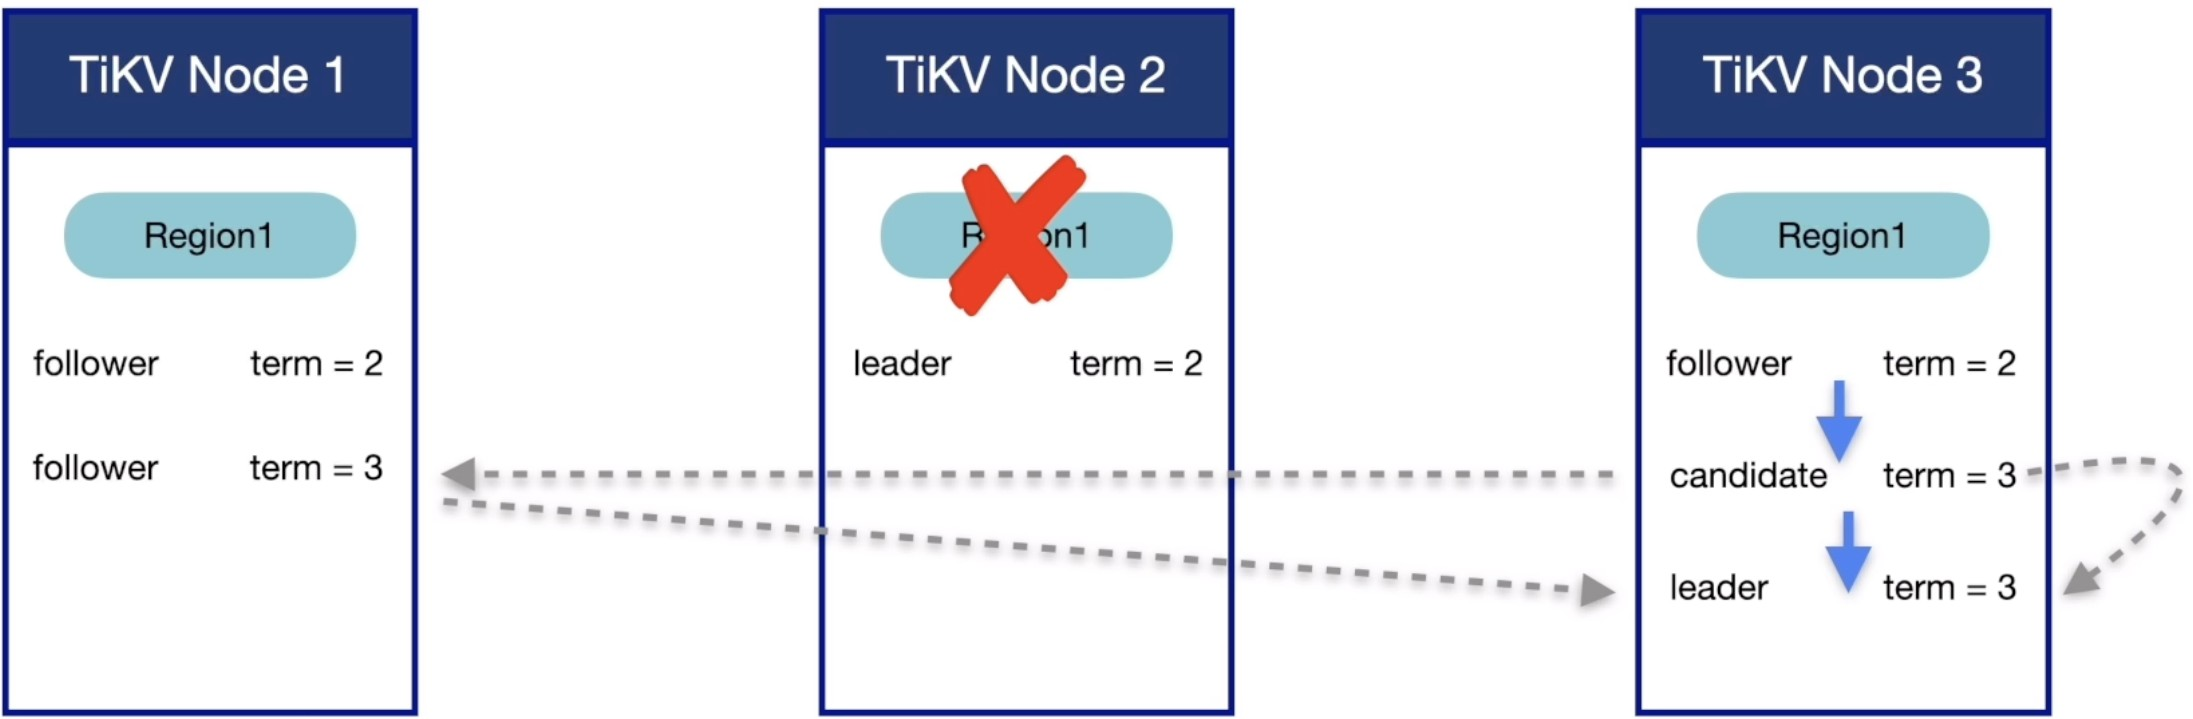 TiKV Node 1
Region1
follower term = 2
follower term = 3
TiKV Node 2
leader term = 2
TiKV Node 3
Region1
follower term = 2
candidate term = 3
leader term = 3